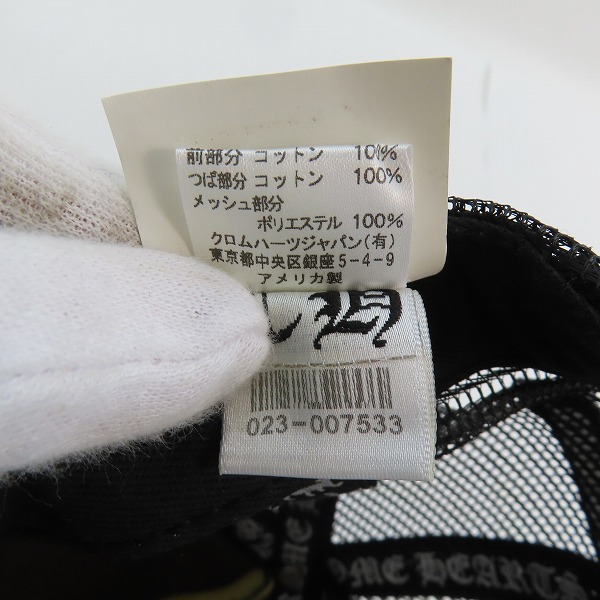 前部分 コットン 100%
つば部分 コットン 100%
メッシュ部分
ポリエステル 100%
クロムハーツジャパン(有)
東京都中央区銀座5-4-9
アメリカ製
023-007533
OME HEARTS